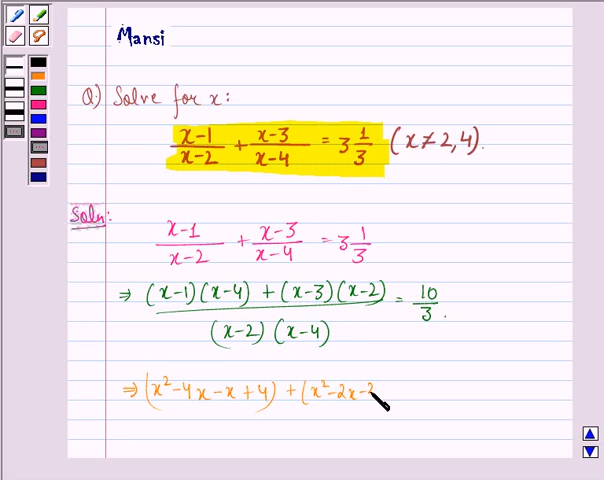 Mansi
Q) Solve for x:
x-1/x-2 + x-3/x-4 = 3 1/3 (x≠2,4).
Soln:
x-1/x-2 + x-3/x-4 = 3 1/3
⇒ (x-1)(x-4) + (x-3)(x-2)/(x-2)(x-4) = 10/3.
⇒ (x²-4x-x+4) + (x²-2x-3